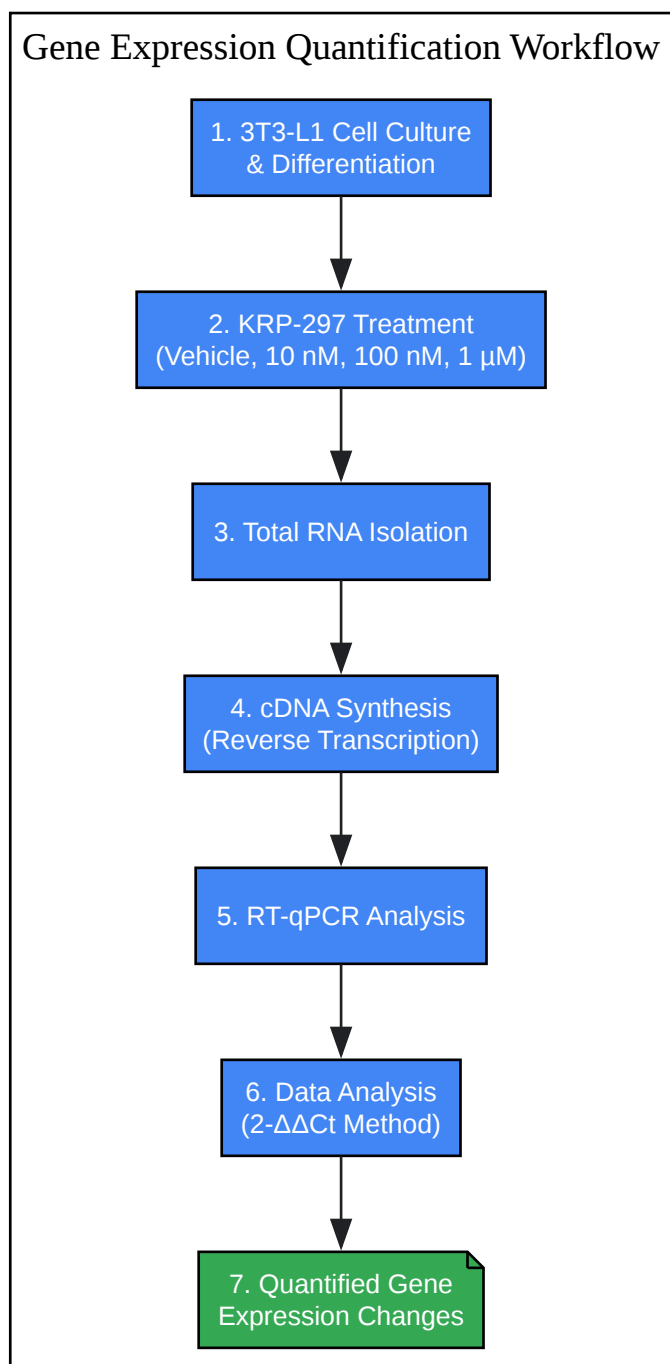 Gene Expression Quantification Workflow
1. 3T3-L1 Cell Culture
& Differentiation
2. KRP-297 Treatment
(Vehicle, 10 nM, 100 nM, 1 µM)
3. Total RNA Isolation
4. cDNA Synthesis
(Reverse Transcription)
5. RT-qPCR Analysis
6. Data Analysis
(2-ΔΔCt Method)
7. Quantified Gene
Expression Changes